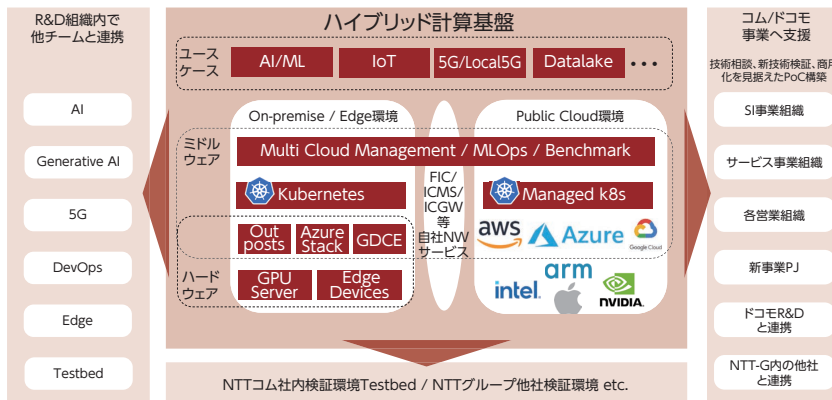 R&D組織内で
他チームと連携
AI
Generative AI
5G
DevOps
Edge
Testbed
ハイブリッド計算基盤
ユース
ケース
AI/ML
IoT
5G/Local5G
Datalake
•••
On-premise / Edge環境
Public Cloud環境
ミドル
ウェア
Multi Cloud Management / MLOps / Benchmark
Kubernetes
Managed k8s
FIC/
ICMS/
ICGW
等
自社NW
サービス
Out
posts
Azure
Stack
GDCE
aws
Azure
Google Cloud
ハード
ウェア
GPU
Server
Edge
Devices
intel.
arm
NVIDIA
NTTコム社内検証環境Testbed / NTTグループ他社検証環境 etc.
コム/ドコモ
事業へ支援
技術相談、新技術検証、商用
化を見据えたPoC構築
SI事業組織
サービス事業組織
各営業組織
新事業PJ
ドコモR&D
と連携
NTT-G内の他社
と連携